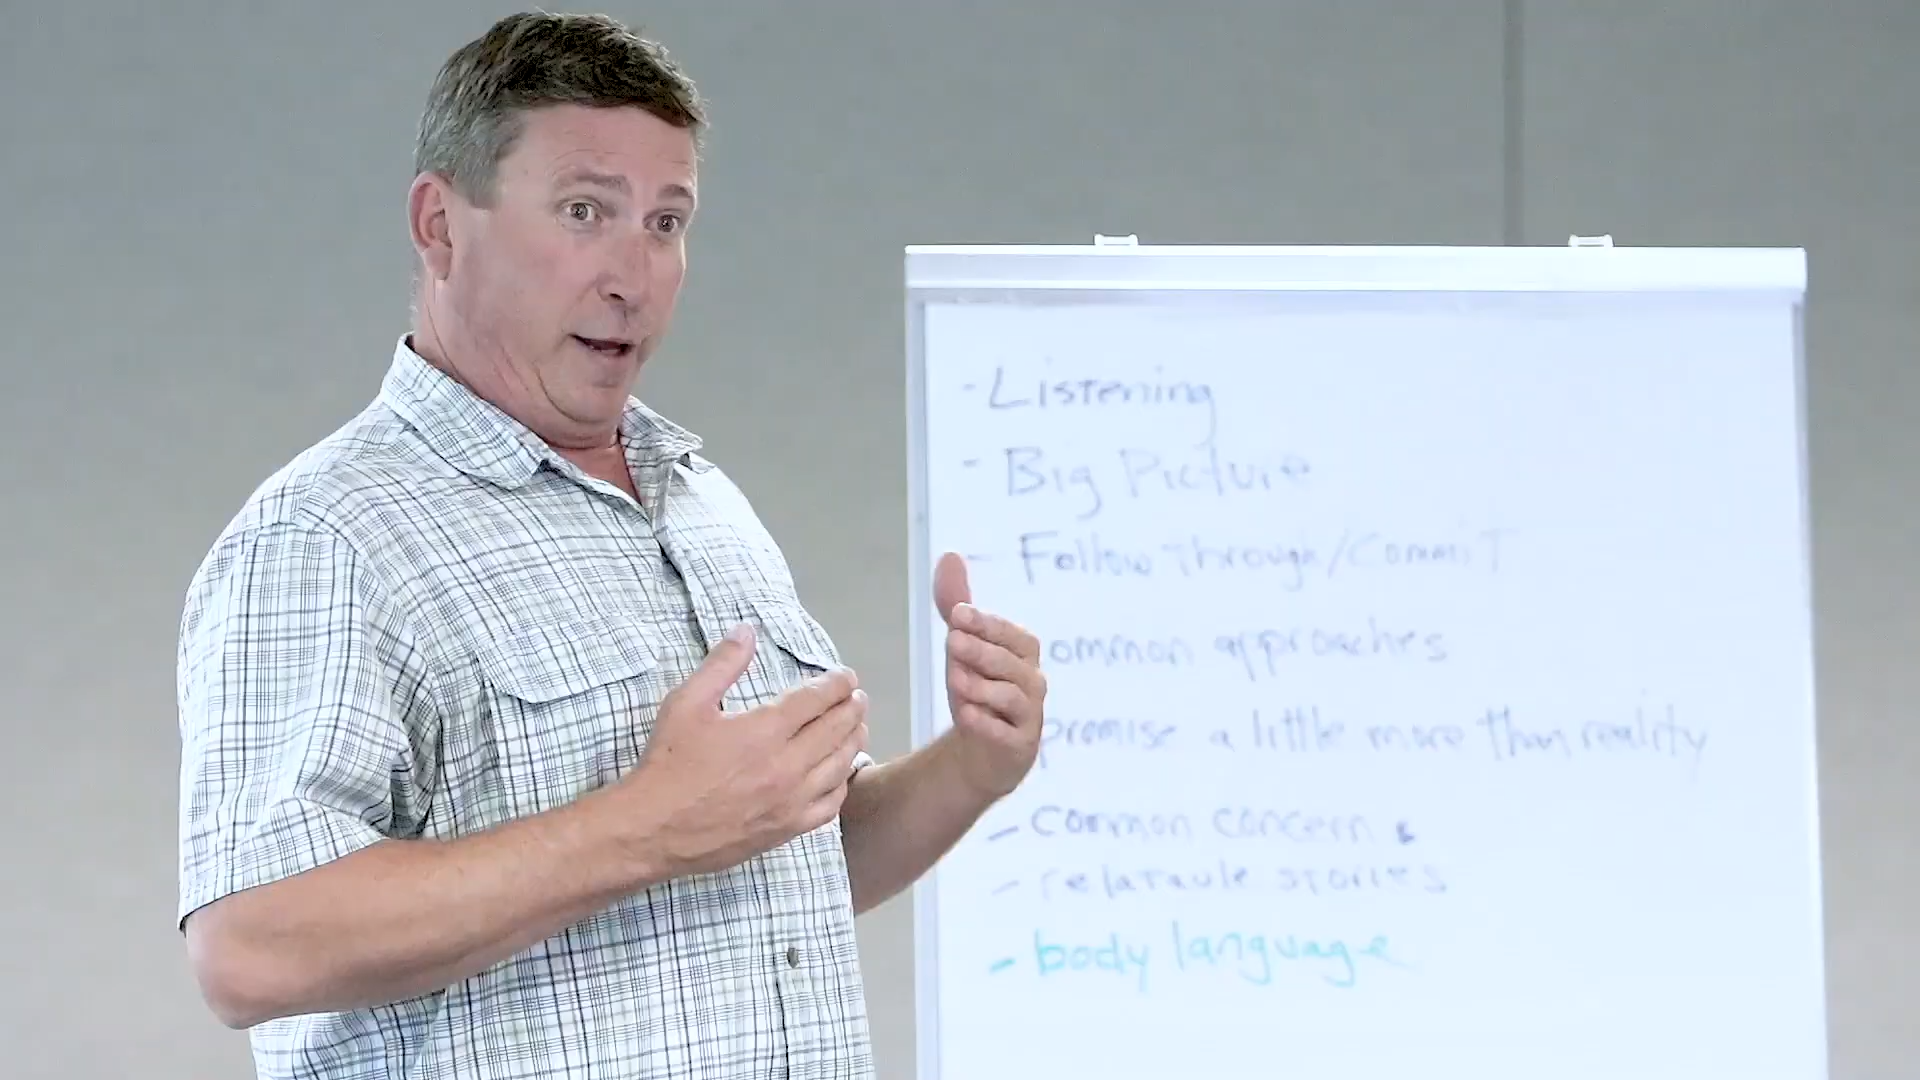 - Listening
- Big Picture
- Follow Through/Commit
ommon approaches
promise a little more than reality
- common concern &
- relatable stories
- body language